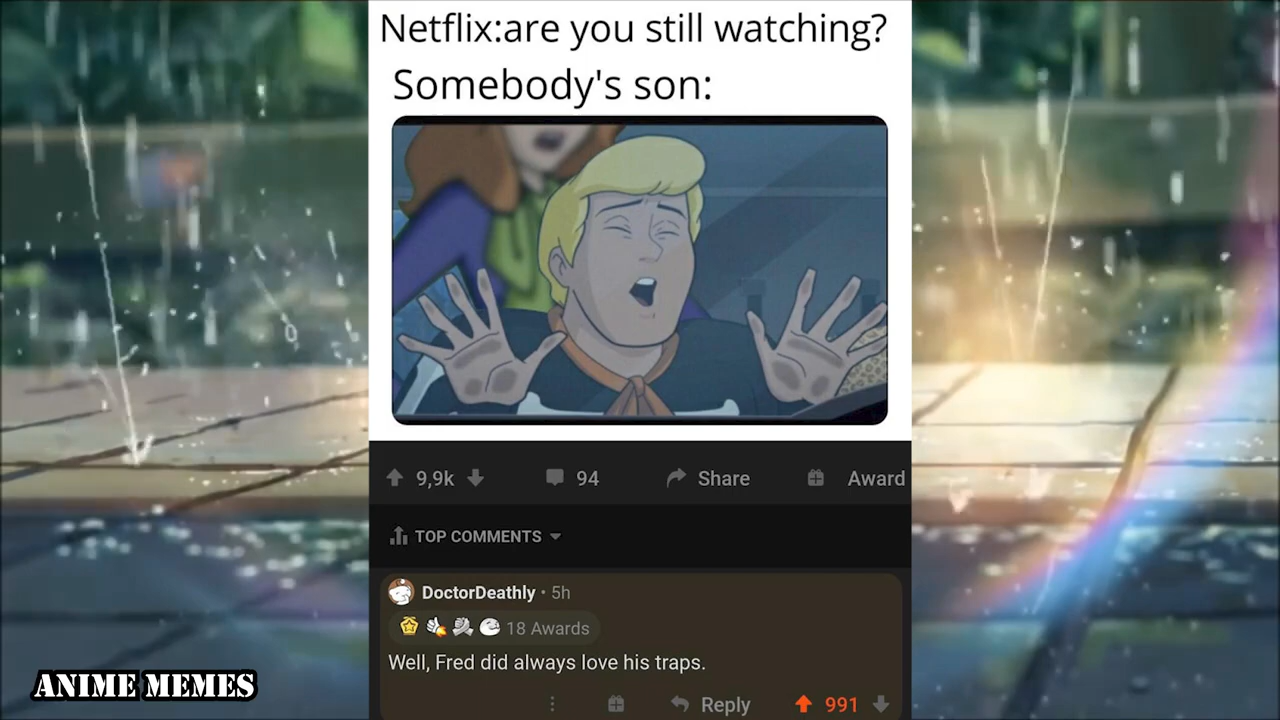 Netflix:are you still watching?
Somebody's son:
9,9k 94 Share Award
TOP COMMENTS
DoctorDeathly • 5h
18 Awards
Well, Fred did always love his traps.
Reply 991
ANIME MEMES